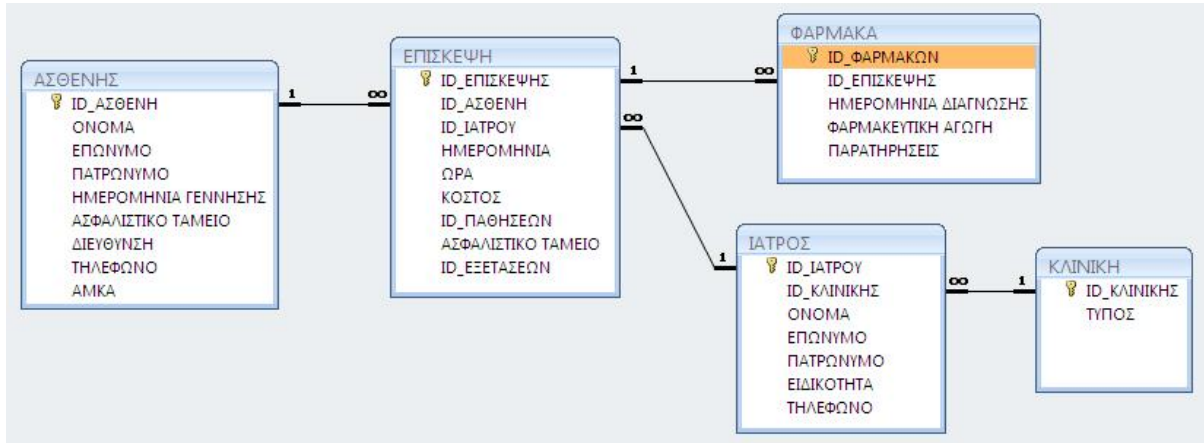 ΑΣΘΕΝΗΣ
ID_ΑΣΘΕΝΗ
ΟΝΟΜΑ
ΕΠΩΝΥΜΟ
ΠΑΤΡΩΝΥΜΟ
ΗΜΕΡΟΜΗΝΙΑ ΓΕΝΝΗΣΗΣ
ΑΣΦΑΛΙΣΤΙΚΟ ΤΑΜΕΙΟ
ΔΙΕΥΘΥΝΣΗ
ΤΗΛΕΦΩΝΟ
ΑΜΚΑ
1
∞
ΕΠΙΣΚΕΨΗ
ID_ΕΠΙΣΚΕΨΗΣ
ID_ΑΣΘΕΝΗ
ID_ΙΑΤΡΟΥ
ΗΜΕΡΟΜΗΝΙΑ
ΩΡΑ
ΚΟΣΤΟΣ
ID_ΠΑΘΗΣΕΩΝ
ΑΣΦΑΛΙΣΤΙΚΟ ΤΑΜΕΙΟ
ID_ΕΞΕΤΑΣΕΩΝ
1
∞
∞
1
ΦΑΡΜΑΚΑ
ID_ΦΑΡΜΑΚΩΝ
ID_ΕΠΙΣΚΕΨΗΣ
ΗΜΕΡΟΜΗΝΙΑ ΔΙΑΓΝΩΣΗΣ
ΦΑΡΜΑΚΕΥΤΙΚΗ ΑΓΩΓΗ
ΠΑΡΑΤΗΡΗΣΕΙΣ
ΙΑΤΡΟΣ
ID_ΙΑΤΡΟΥ
ID_ΚΛΙΝΙΚΗΣ
ΟΝΟΜΑ
ΕΠΩΝΥΜΟ
ΠΑΤΡΩΝΥΜΟ
ΕΙΔΙΚΟΤΗΤΑ
ΤΗΛΕΦΩΝΟ
∞
1
ΚΛΙΝΙΚΗ
ID_ΚΛΙΝΙΚΗΣ
ΤΥΠΟΣ